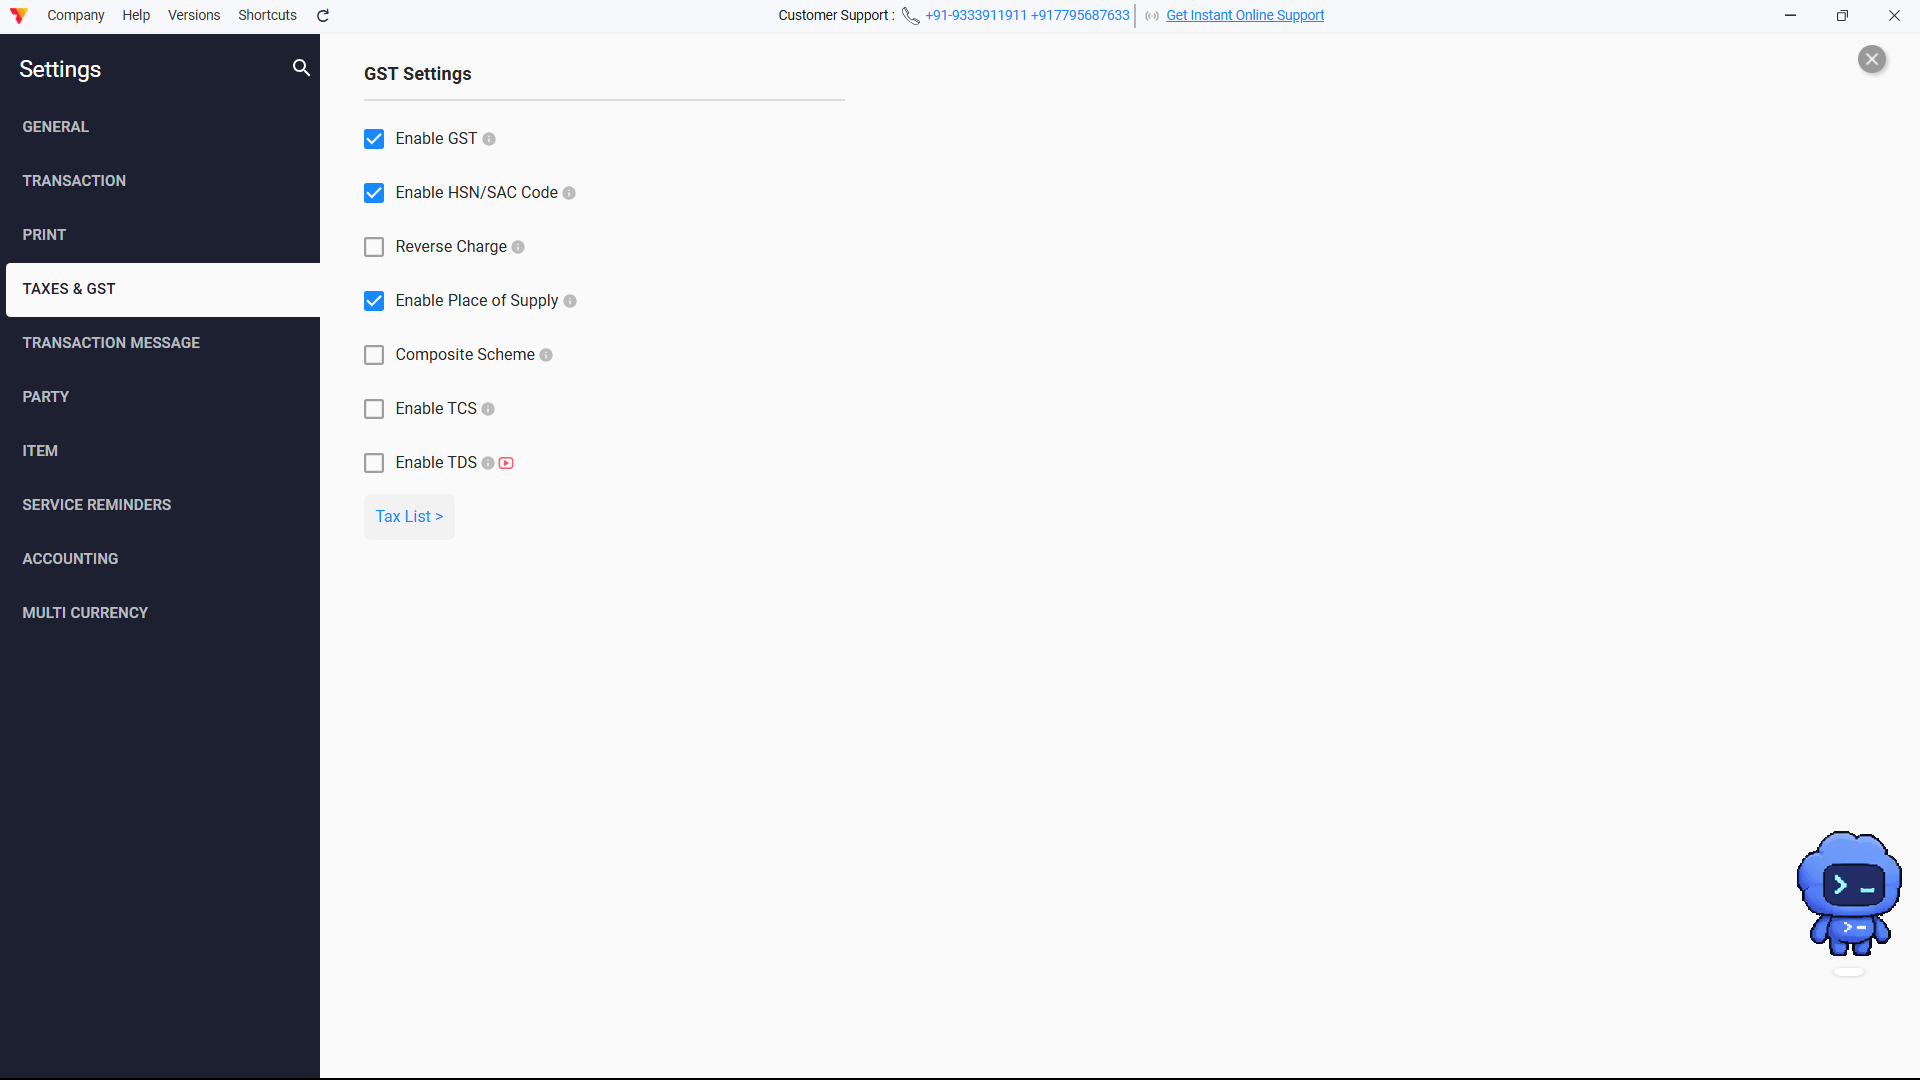 Company Help Versions Shortcuts
Customer Support : +91-9333911911 +917795687633 Get Instant Online Support
Settings
GENERAL
TRANSACTION
PRINT
TAXES & GST
TRANSACTION MESSAGE
PARTY
ITEM
SERVICE REMINDERS
ACCOUNTING
MULTI CURRENCY
GST Settings
Enable GST
Enable HSN/SAC Code
Reverse Charge
Enable Place of Supply
Composite Scheme
Enable TCS
Enable TDS
Tax List >